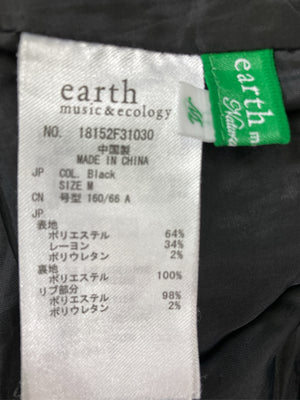 earth
music & ecology
NO. 18152F31030
中国製
MADE IN CHINA
JP COL. Black
SIZE M
CN 号型 160/66 A
JP
表地
ポリエステル 64%
レーヨン 34%
ポリウレタン 2%
裏地
ポリエステル 100%
リブ部分
ポリエステル 98%
ポリウレタン 2%
M
earth m
Natura